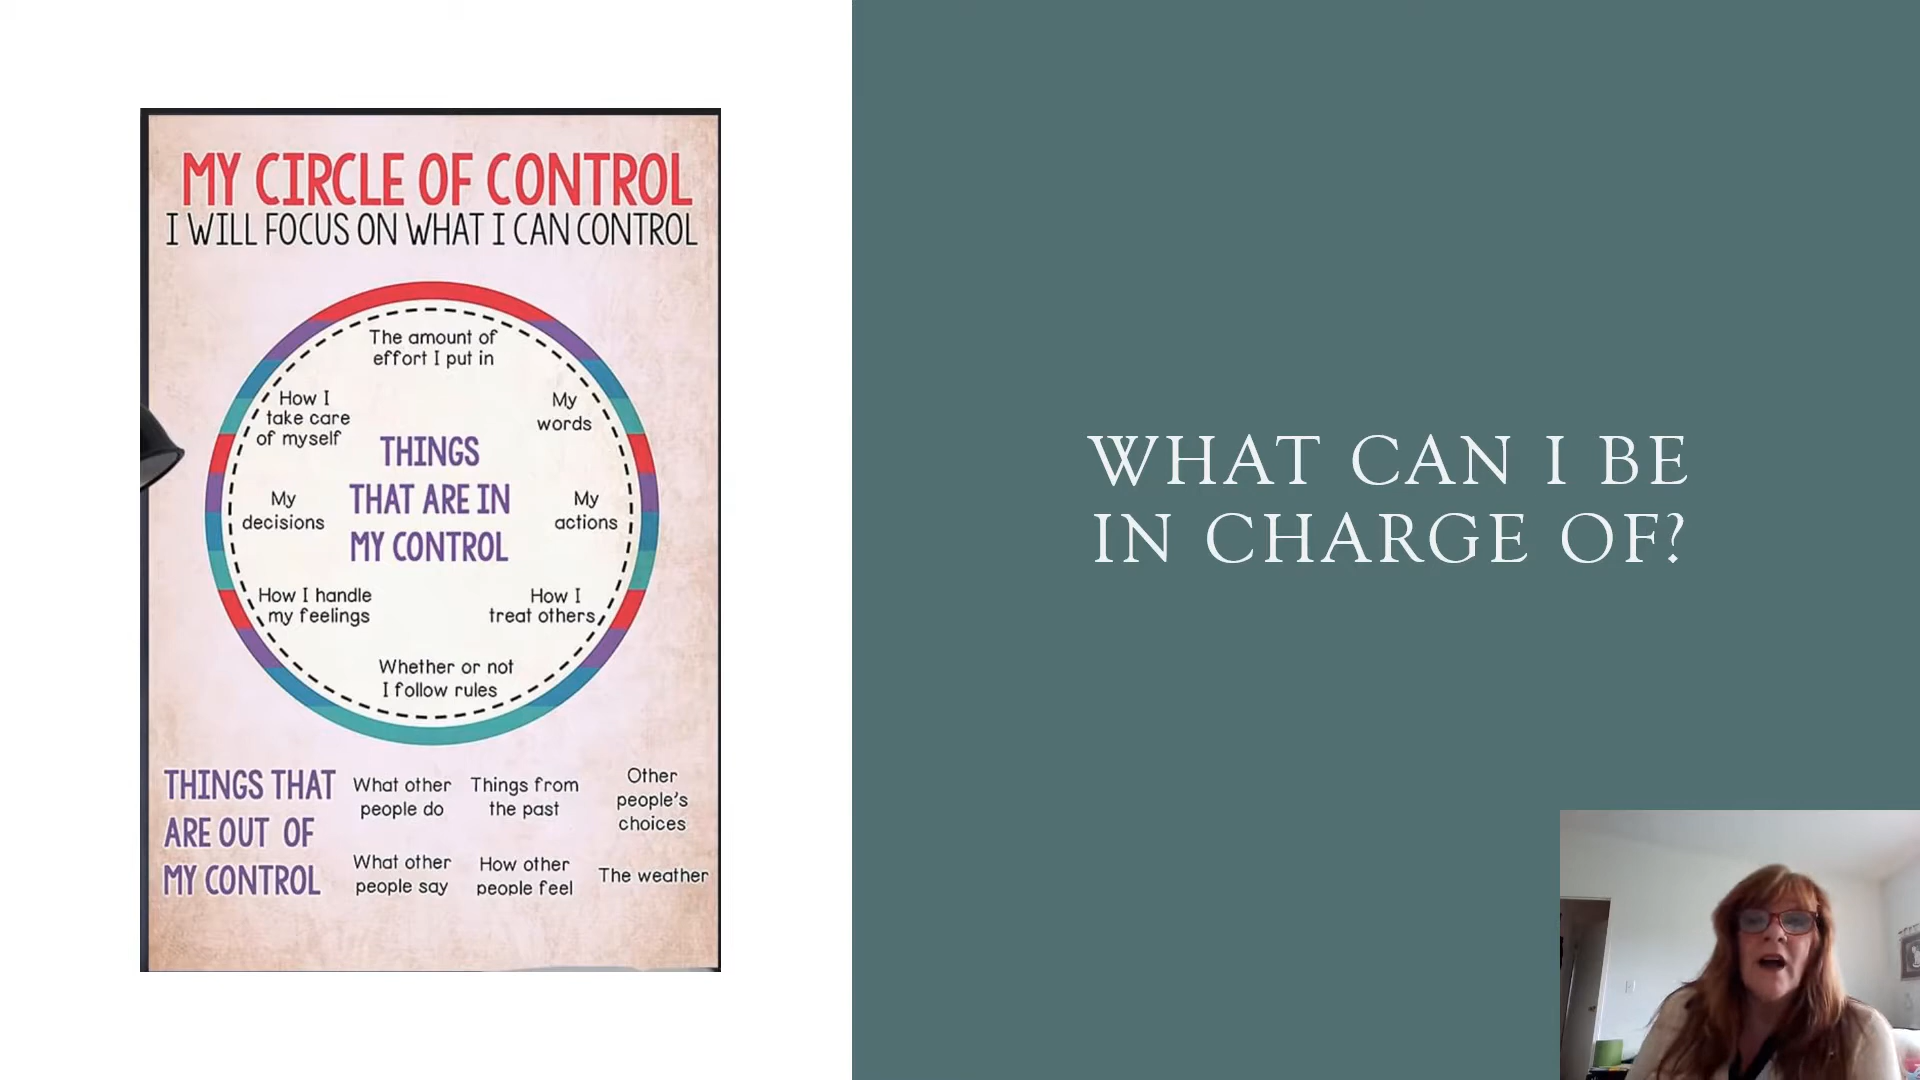 MY CIRCLE OF CONTROL
I WILL FOCUS ON WHAT I CAN CONTROL
The amount of
effort I put in
How I
take care
of myself
My
words
THINGS
THAT ARE IN
MY CONTROL
My
decisions
My
actions
How I handle
my feelings
How I
treat others
Whether or not
I follow rules
THINGS THAT
ARE OUT OF
MY CONTROL
What other
people do
Things from
the past
Other
people's
choices
What other
people say
How other
people feel
The weather
WHAT CAN I BE
IN CHARGE OF?